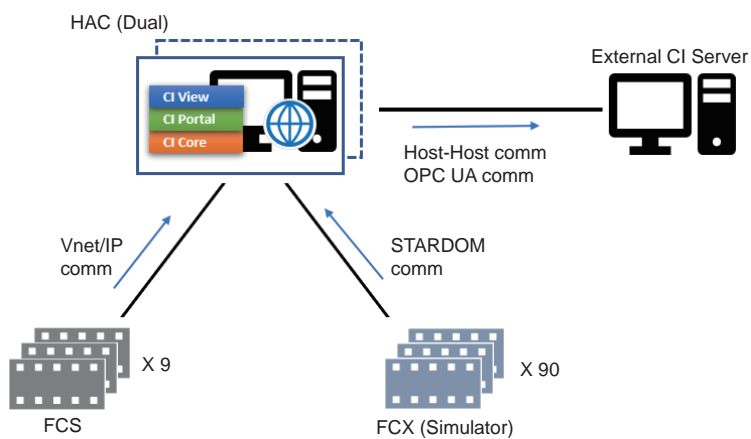 HAC (Dual)
External CI Server
CI View
CI Portal
CI Core
Host-Host comm
OPC UA comm
Vnet/IP
comm
STARDOM
comm
X 9
X 90
FCS
FCX (Simulator)